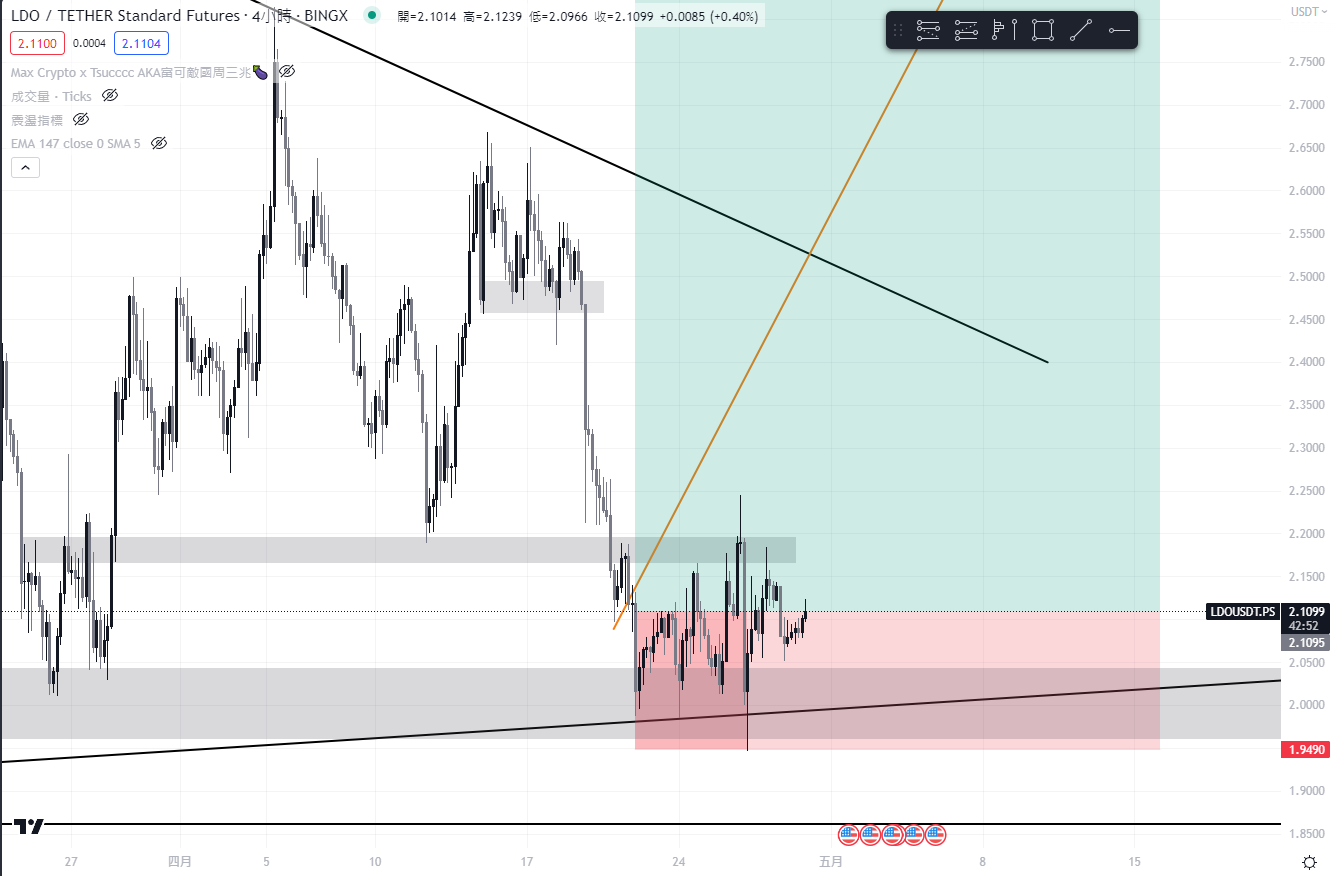 LDO / TETHER Standard Futures · 4小時 · BINGX 開=2.1014 高=2.1239 低=2.0966 收=2.1099 +0.0085 (+0.40%)
2.1100 0.0004 2.1104
Max Crypto x Tsucccc AKA富可敵國周三兆🍆
成交量 · Ticks
震盪指標
EMA 147 close 0 SMA 5
USDT
2.7500
2.7000
2.6500
2.6000
2.5500
2.5000
2.4500
2.4000
2.3500
2.3000
2.2500
2.2000
2.1500
LDOUSDT.PS 2.1099
42:52
2.1095
2.0500
2.0000
1.9490
1.9000
1.8500
27 四月 5 10 17 24 五月 8 15